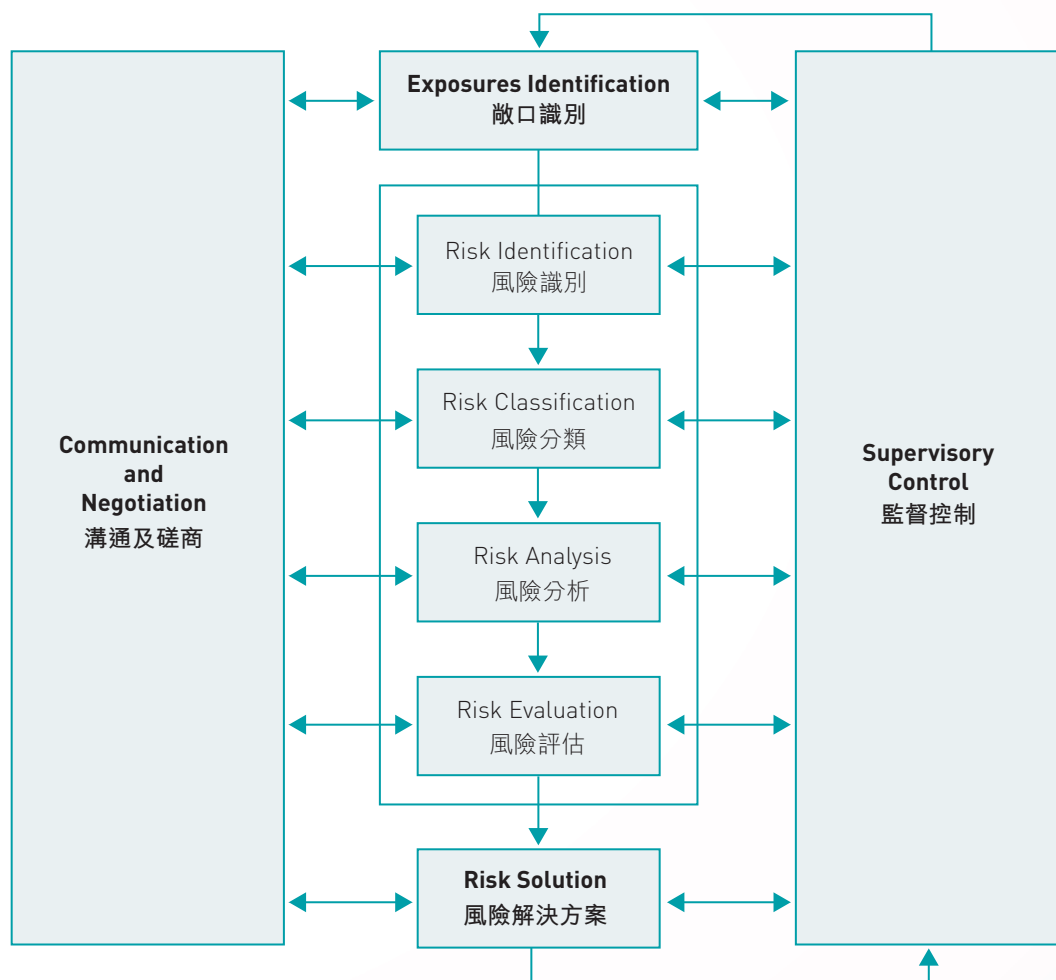 Exposures Identification
敞口識別
Risk Identification
風險識別
Risk Classification
風險分類
Communication
and
Negotiation
溝通及磋商
Supervisory
Control
監督控制
Risk Analysis
風險分析
Risk Evaluation
風險評估
Risk Solution
風險解決方案